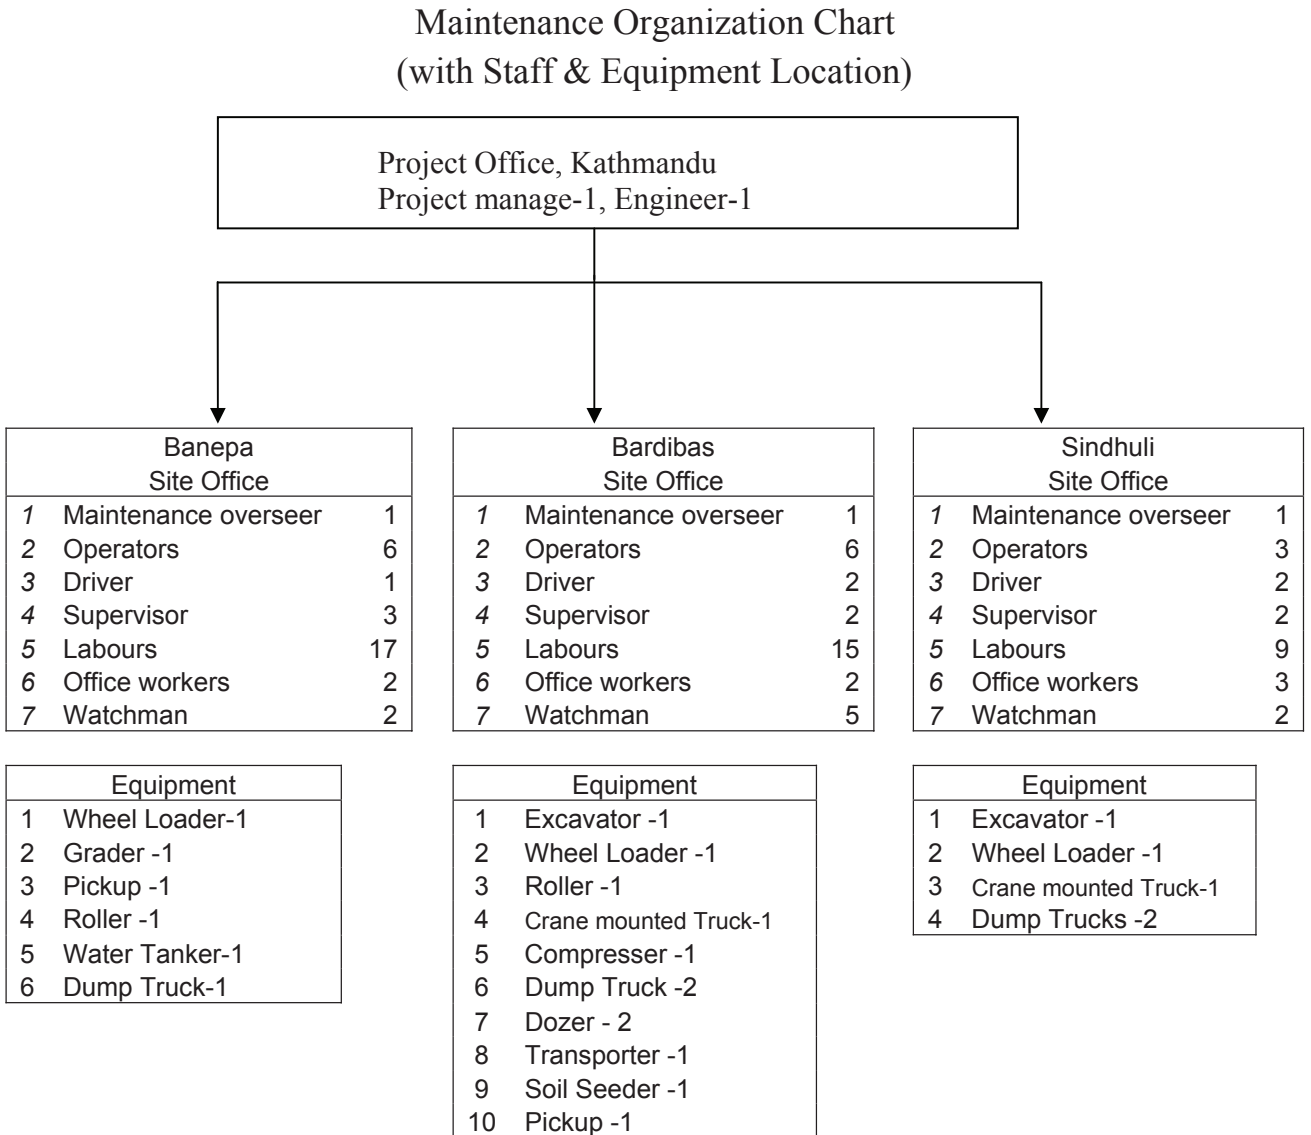 Maintenance Organization Chart
(with Staff & Equipment Location)
Project Office, Kathmandu
Project manage-1, Engineer-1
Banepa
Site Office
1 Maintenance overseer 1
2 Operators 6
3 Driver 1
4 Supervisor 3
5 Labours 17
6 Office workers 2
7 Watchman 2
Bardibas
Site Office
1 Maintenance overseer 1
2 Operators 6
3 Driver 2
4 Supervisor 2
5 Labours 15
6 Office workers 2
7 Watchman 5
Sindhuli
Site Office
1 Maintenance overseer 1
2 Operators 3
3 Driver 2
4 Supervisor 2
5 Labours 9
6 Office workers 3
7 Watchman 2
Equipment
1 Wheel Loader-1
2 Grader -1
3 Pickup -1
4 Roller -1
5 Water Tanker-1
6 Dump Truck-1
Equipment
1 Excavator -1
2 Wheel Loader -1
3 Roller -1
4 Crane mounted Truck-1
5 Compresser -1
6 Dump Truck -2
7 Dozer - 2
8 Transporter -1
9 Soil Seeder -1
10 Pickup -1
Equipment
1 Excavator -1
2 Wheel Loader -1
3 Crane mounted Truck-1
4 Dump Trucks -2